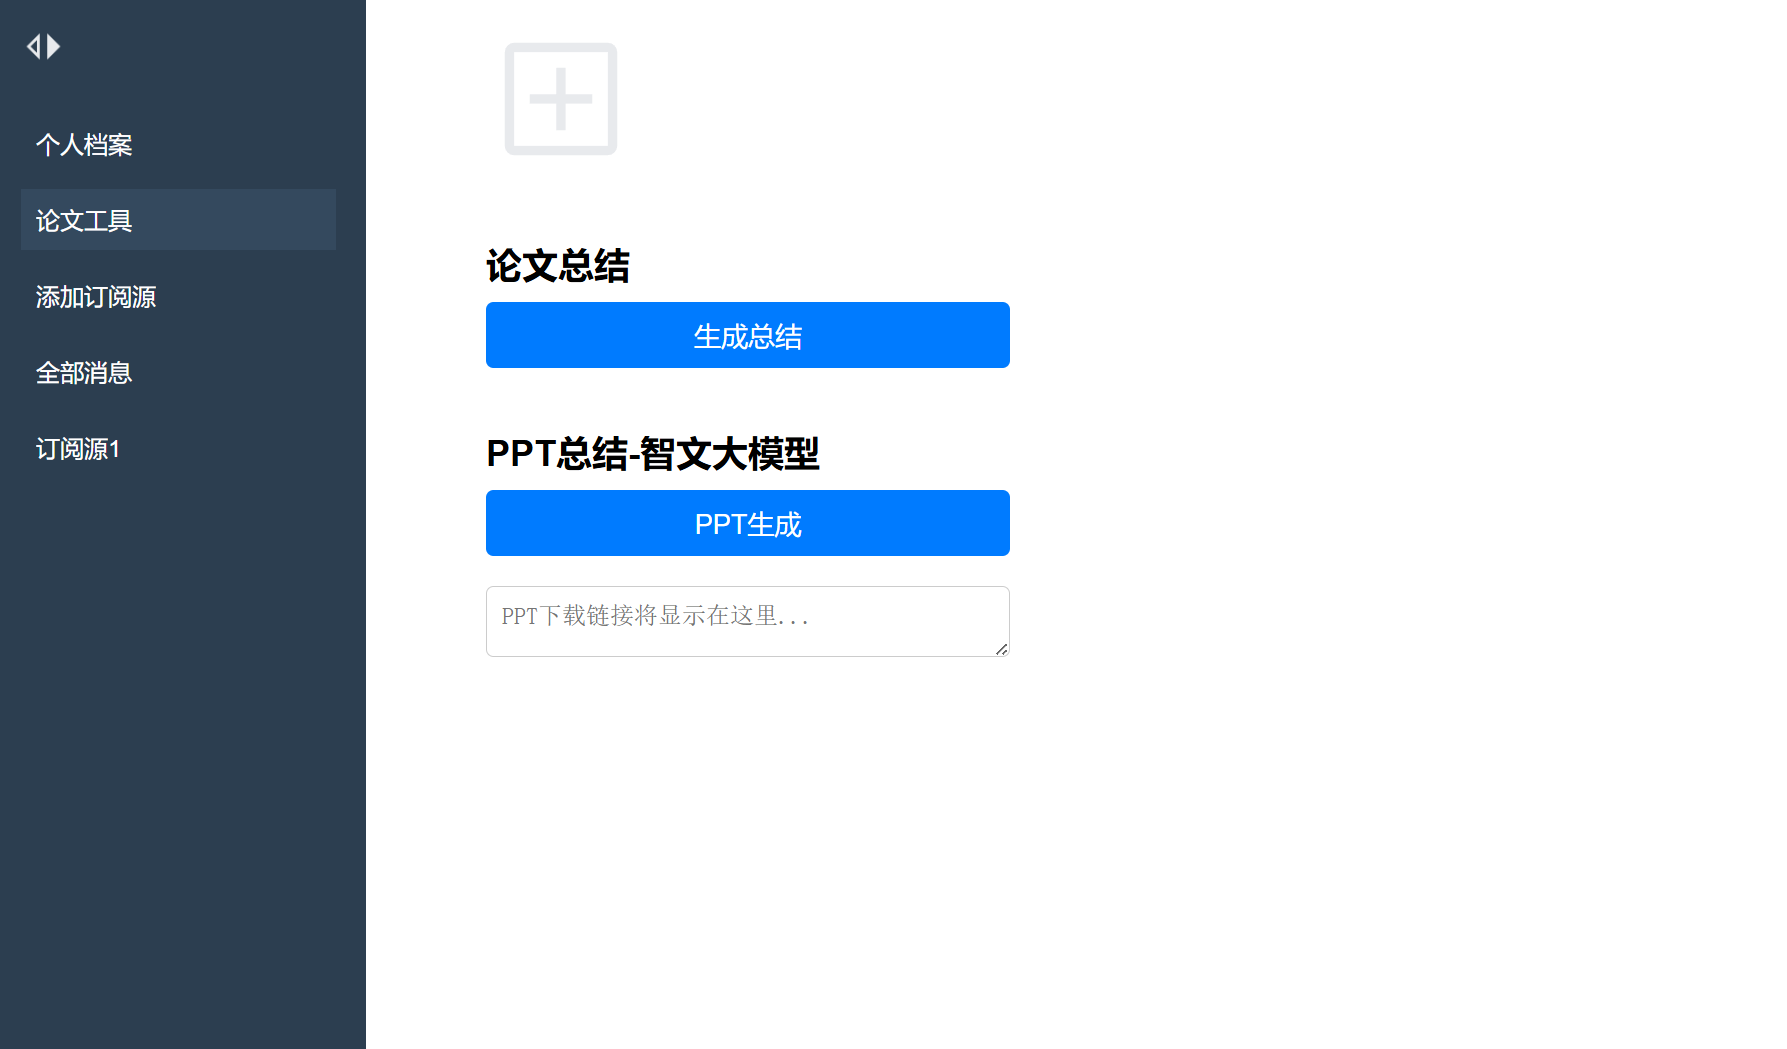 个人档案
论文工具
添加订阅源
全部消息
订阅源1
论文总结
生成总结
PPT总结-智文大模型
PPT生成
PPT下载链接将显示在这里...